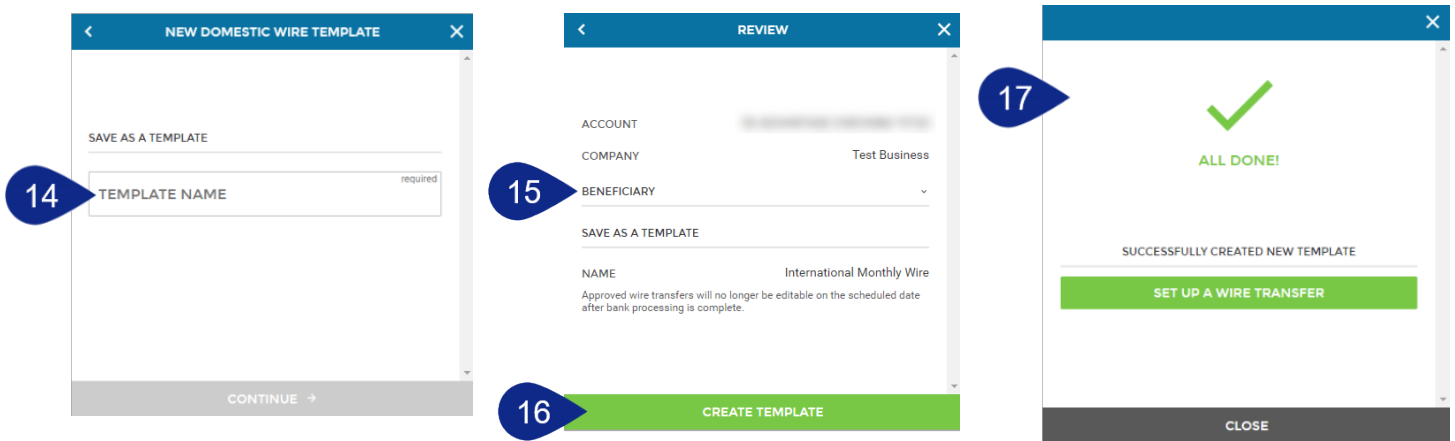 NEW DOMESTIC WIRE TEMPLATE
SAVE AS A TEMPLATE
14
TEMPLATE NAME
required
CONTINUE →
REVIEW
ACCOUNT
COMPANY Test Business
15
BENEFICIARY
SAVE AS A TEMPLATE
NAME International Monthly Wire
Approved wire transfers will no longer be editable on the scheduled date
after bank processing is complete.
16
CREATE TEMPLATE
17
ALL DONE!
SUCCESSFULLY CREATED NEW TEMPLATE
SET UP A WIRE TRANSFER
CLOSE